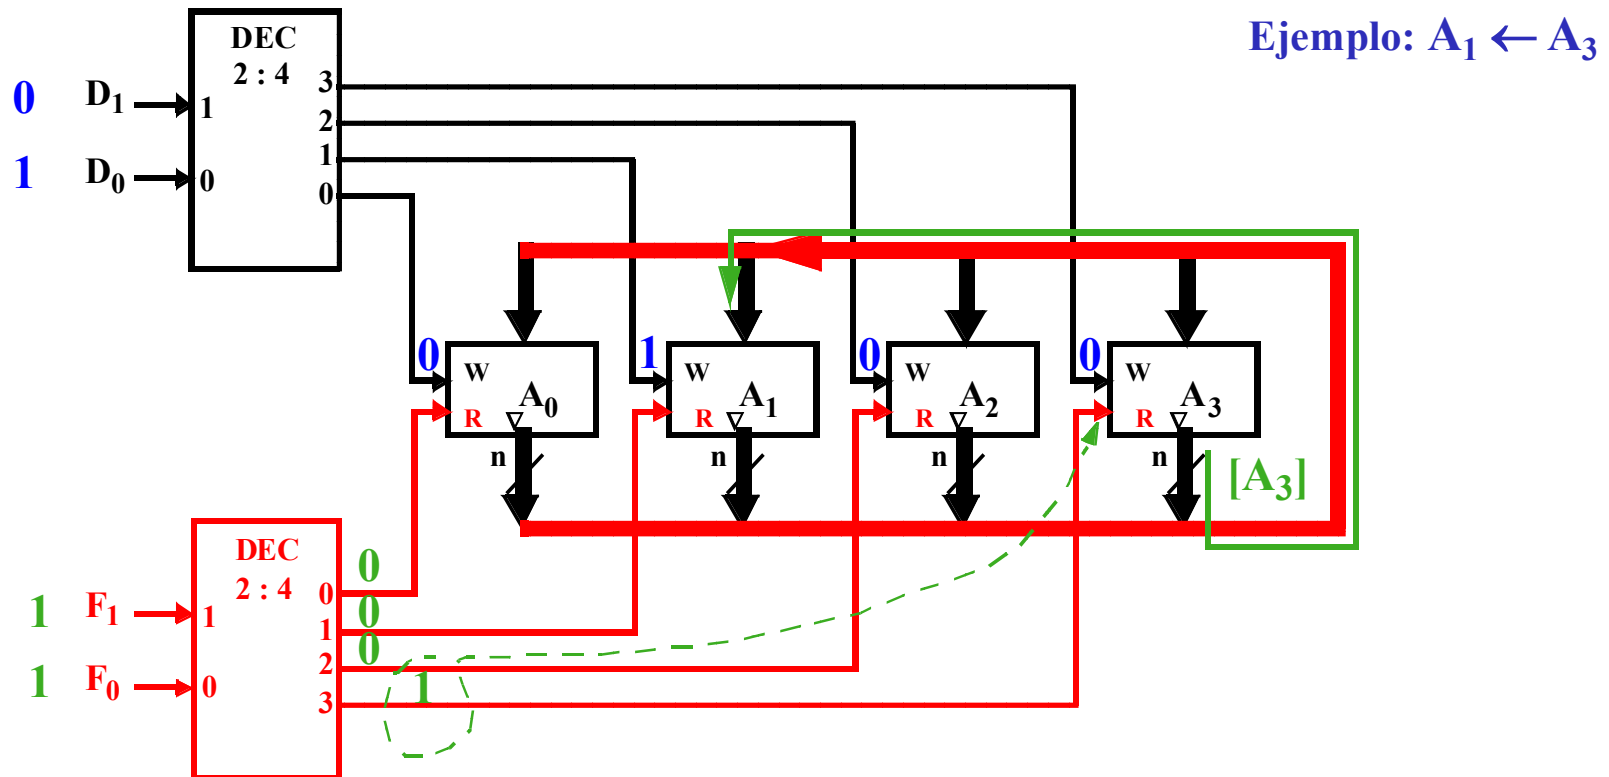 Ejemplo: A1 ← A3
DEC
2 : 4
0 D1 1
1 D0 0
3
2
1
0
0 1 0 0
W W W W
A0 A1 A2 A3
R R R R
n n n n
[A3]
DEC
2 : 4
1 F1 1
1 F0 0
0 0
1 0
2 0
3 1